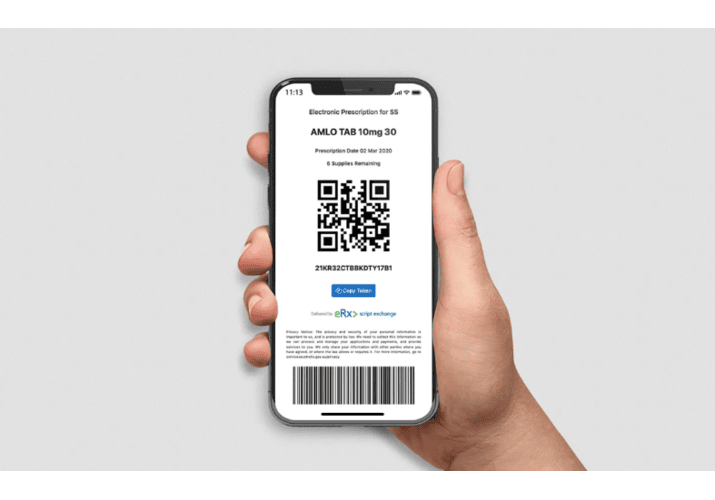 11:13
Electronic Prescription for SS
AMLO TAB 10mg 30
Prescription Date 02 Mar 2020
6 Supplies Remaining
21KR32CTBBKDTY17B1
Copy Token
Delivered by eRx script exchange
Privacy Notice: The privacy and security of your personal information is
important to us, and is protected by law. We need to collect this information so
we can process and manage your applications and payments, and provide
services to you. We only share your information with other parties where you
have agreed, or where the law allows or requires it. For more information, go to
servicesaustralia.gov.au/privacy